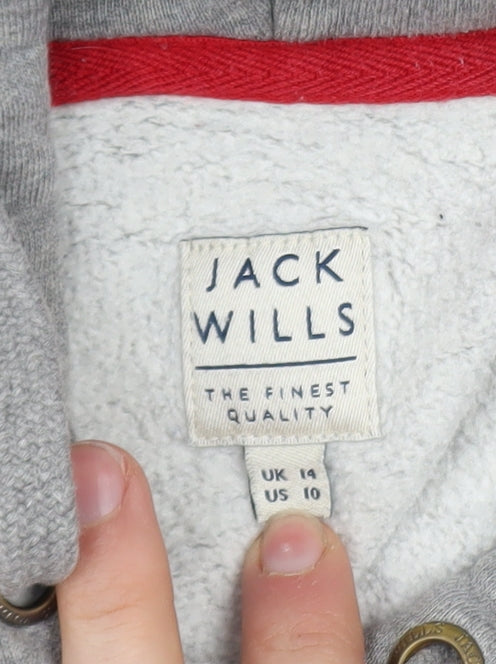 JACK
WILLS
THE FINEST
QUALITY
UK 14
US 10